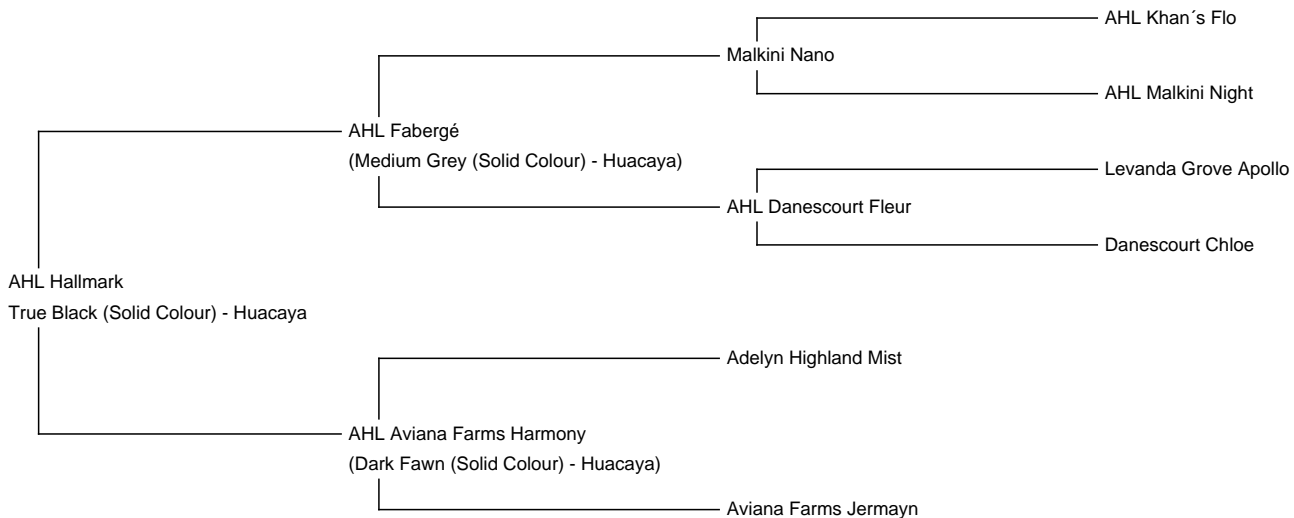 AHL Khan´s Flo
Malkini Nano
AHL Malkini Night
AHL Fabergé
(Medium Grey (Solid Colour) - Huacaya)
Levanda Grove Apollo
AHL Danescourt Fleur
Danescourt Chloe
AHL Hallmark
True Black (Solid Colour) - Huacaya
Adelyn Highland Mist
AHL Aviana Farms Harmony
(Dark Fawn (Solid Colour) - Huacaya)
Aviana Farms Jermayn